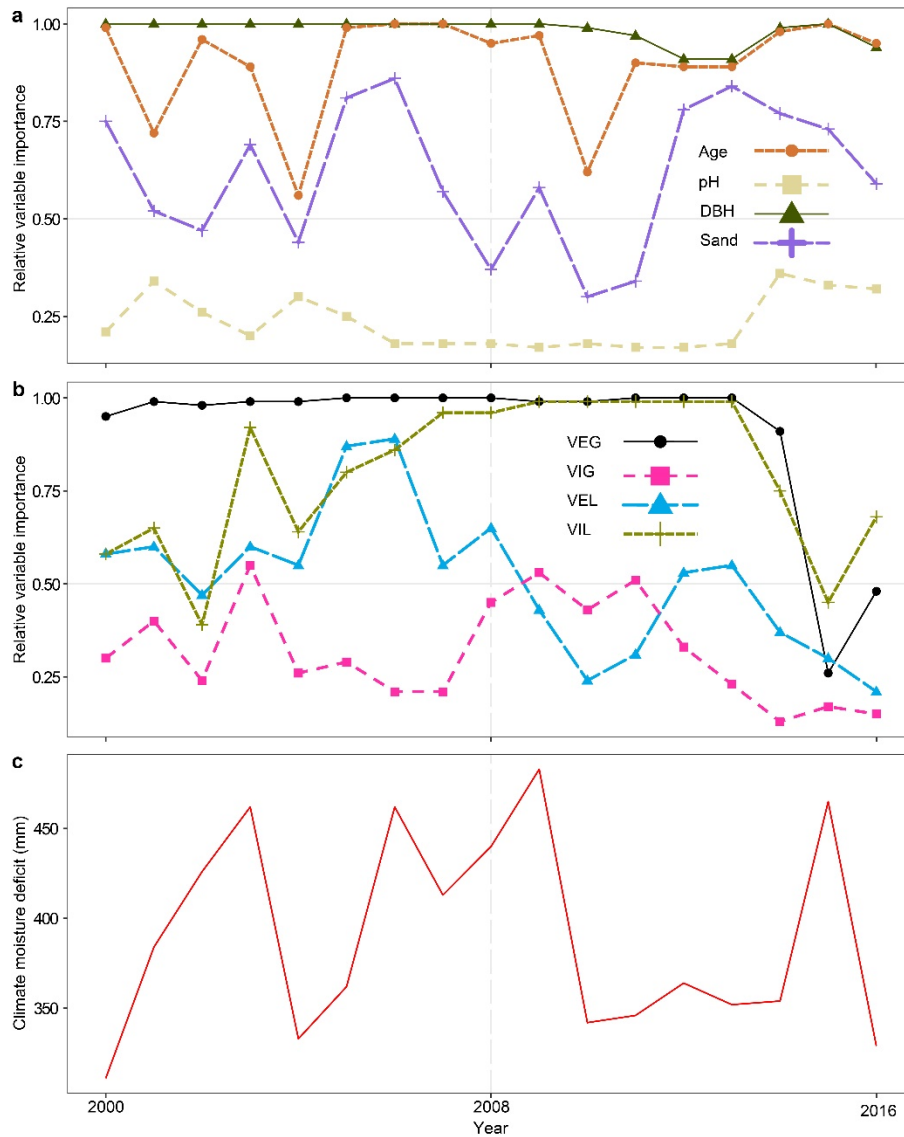 a
Relative variable importance
1.00
0.75
0.50
0.25
Age
pH
DBH
Sand
b
Relative variable importance
1.00
0.75
0.50
0.25
VEG
VIG
VEL
VIL
c
Climate moisture deficit (mm)
450
400
350
2000
2008
2016
Year